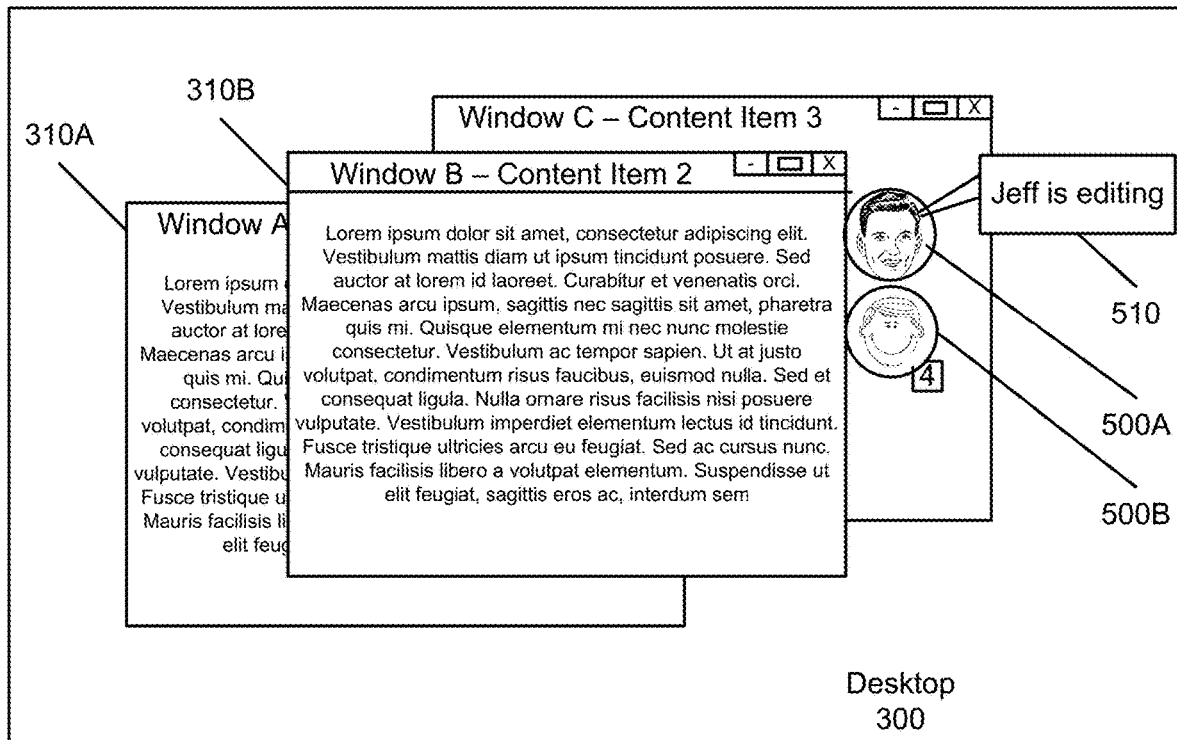 310B
310A
Window C – Content Item 3
- X
Window B – Content Item 2
- X
Jeff is editing
Window A
Lorem ipsum dolor sit amet, consectetur adipiscing elit.
Vestibulum mattis diam ut ipsum tincidunt posuere. Sed
auctor at lorem id laoreet. Curabitur et venenatis orci.
Maecenas arcu ipsum, sagittis nec sagittis sit amet, pharetra
quis mi. Quisque elementum mi nec nunc molestie
consectetur. Vestibulum ac tempor sapien. Ut at justo
volutpat, condimentum risus faucibus, euismod nulla. Sed et
consequat ligula. Nulla ornare risus facilisis nisi posuere
vulputate. Vestibulum imperdiet elementum lectus id tincidunt.
Fusce tristique ultricies arcu eu feugiat. Sed ac cursus nunc.
Mauris facilisis libero a volutpat elementum. Suspendisse ut
elit feugiat, sagittis eros ac, interdum sem
Lorem ipsum
Vestibulum ma
auctor at lore
Maecenas arcu i
quis mi. Qui
consectetur.
volutpat, condim
consequat ligu
vulputate. Vestibu
Fusce tristique u
Mauris facilisis li
elit feug
4
510
500A
500B
Desktop
300